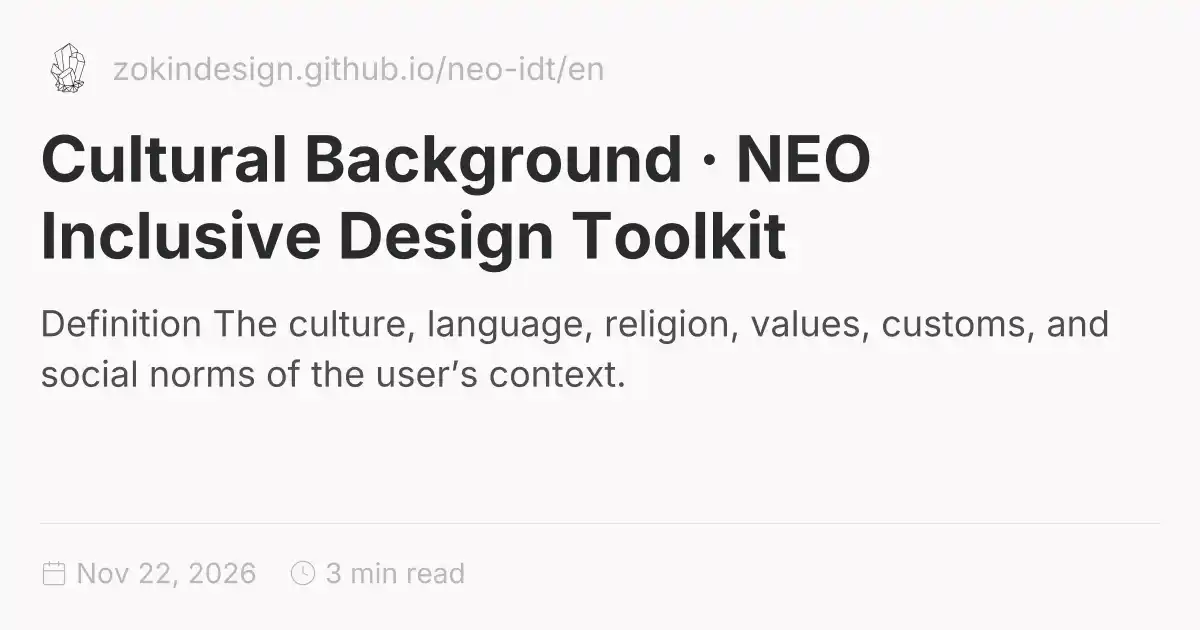 zokindesign.github.io/neo-idt/en
Cultural Background · NEO
Inclusive Design Toolkit
Definition The culture, language, religion, values, customs, and
social norms of the user’s context.
Nov 22, 2026 3 min read